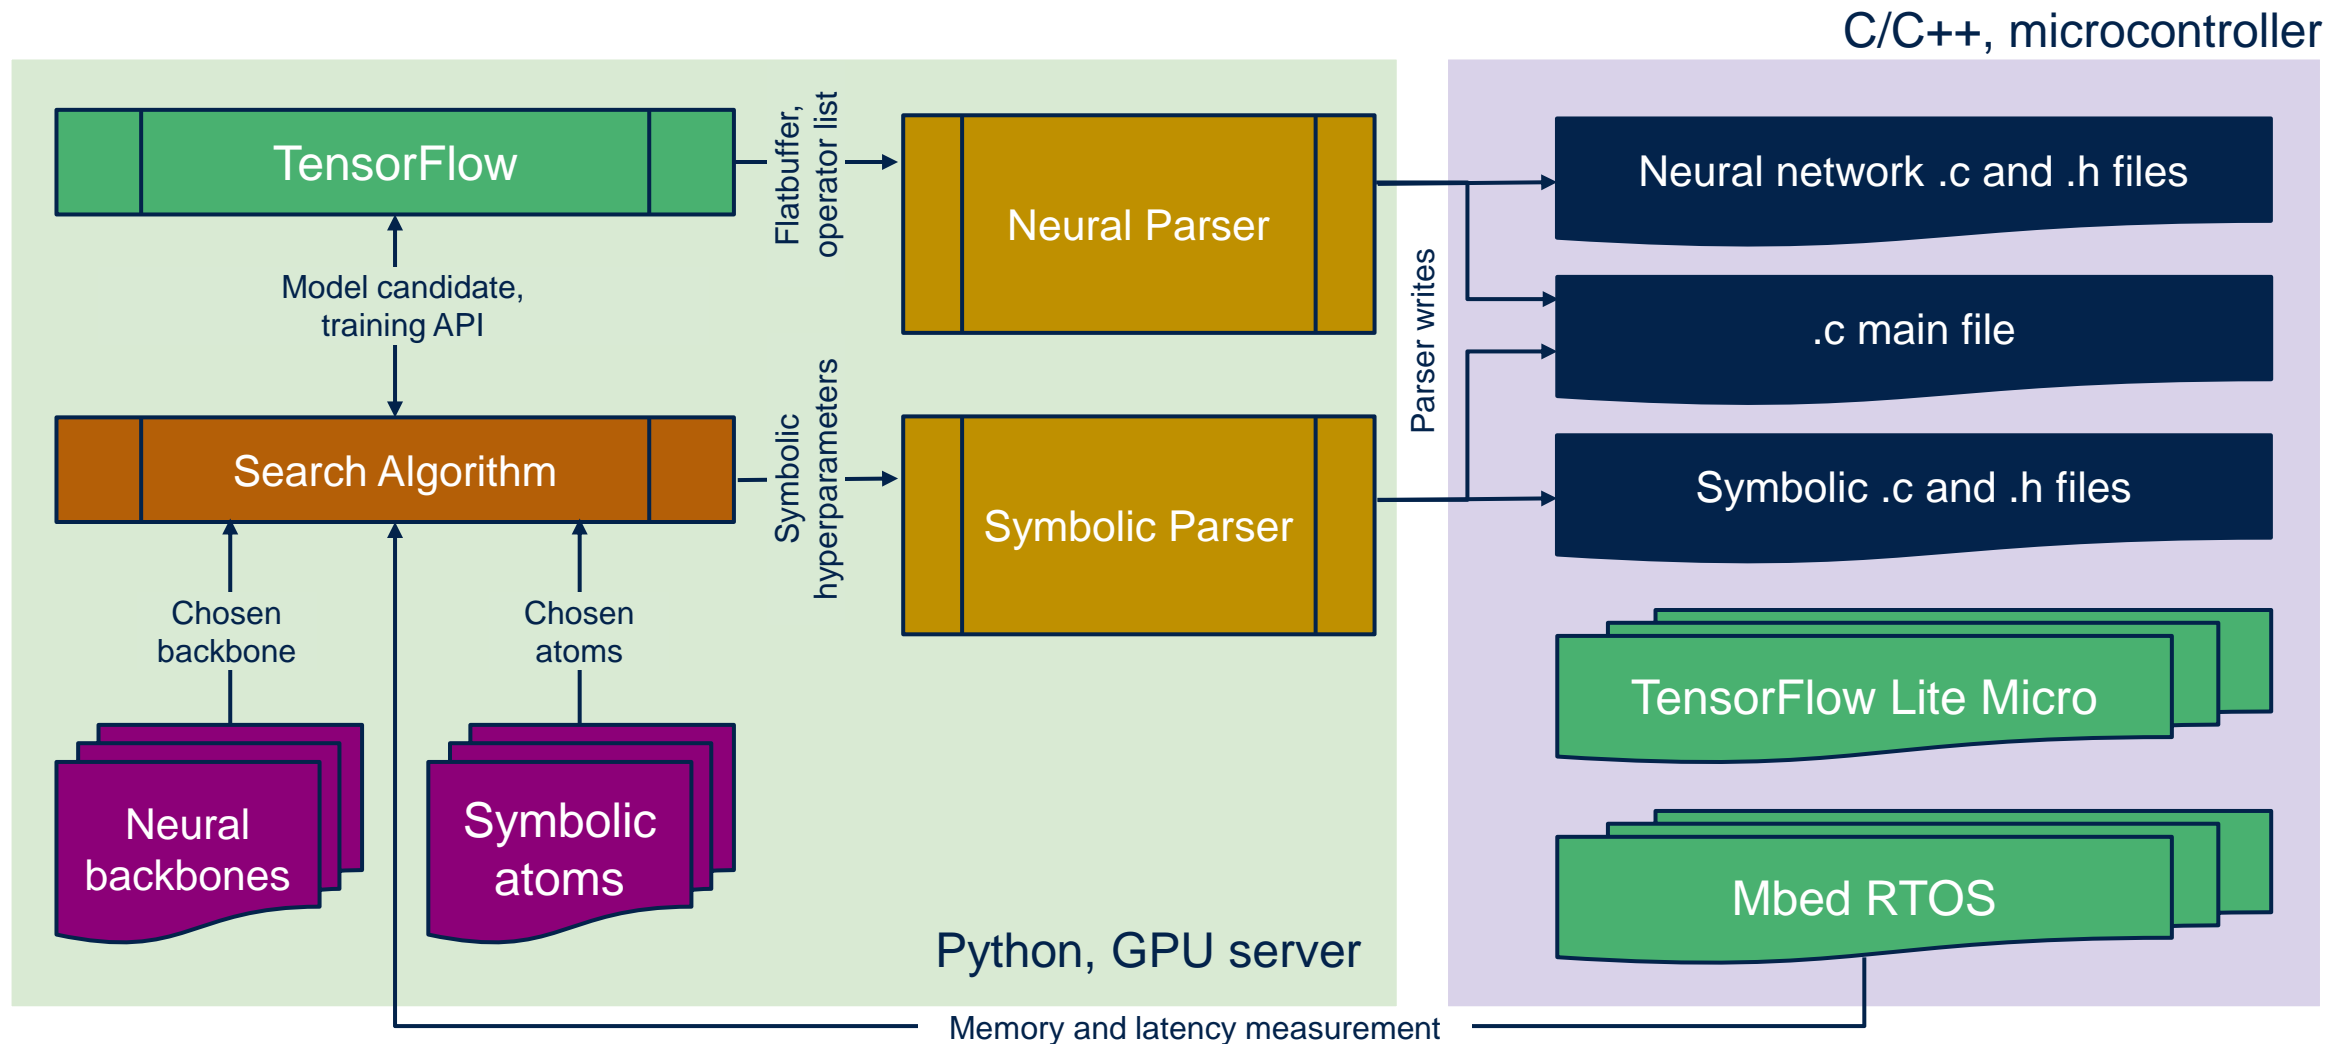 C/C++, microcontroller
TensorFlow
Flatbuffer,
operator list
Neural Parser
Neural network .c and .h files
Model candidate,
training API
Parser writes
.c main file
Search Algorithm
Symbolic
hyperparameters
Symbolic Parser
Symbolic .c and .h files
Chosen
backbone
Chosen
atoms
TensorFlow Lite Micro
Neural
backbones
Symbolic
atoms
Mbed RTOS
Python, GPU server
Memory and latency measurement